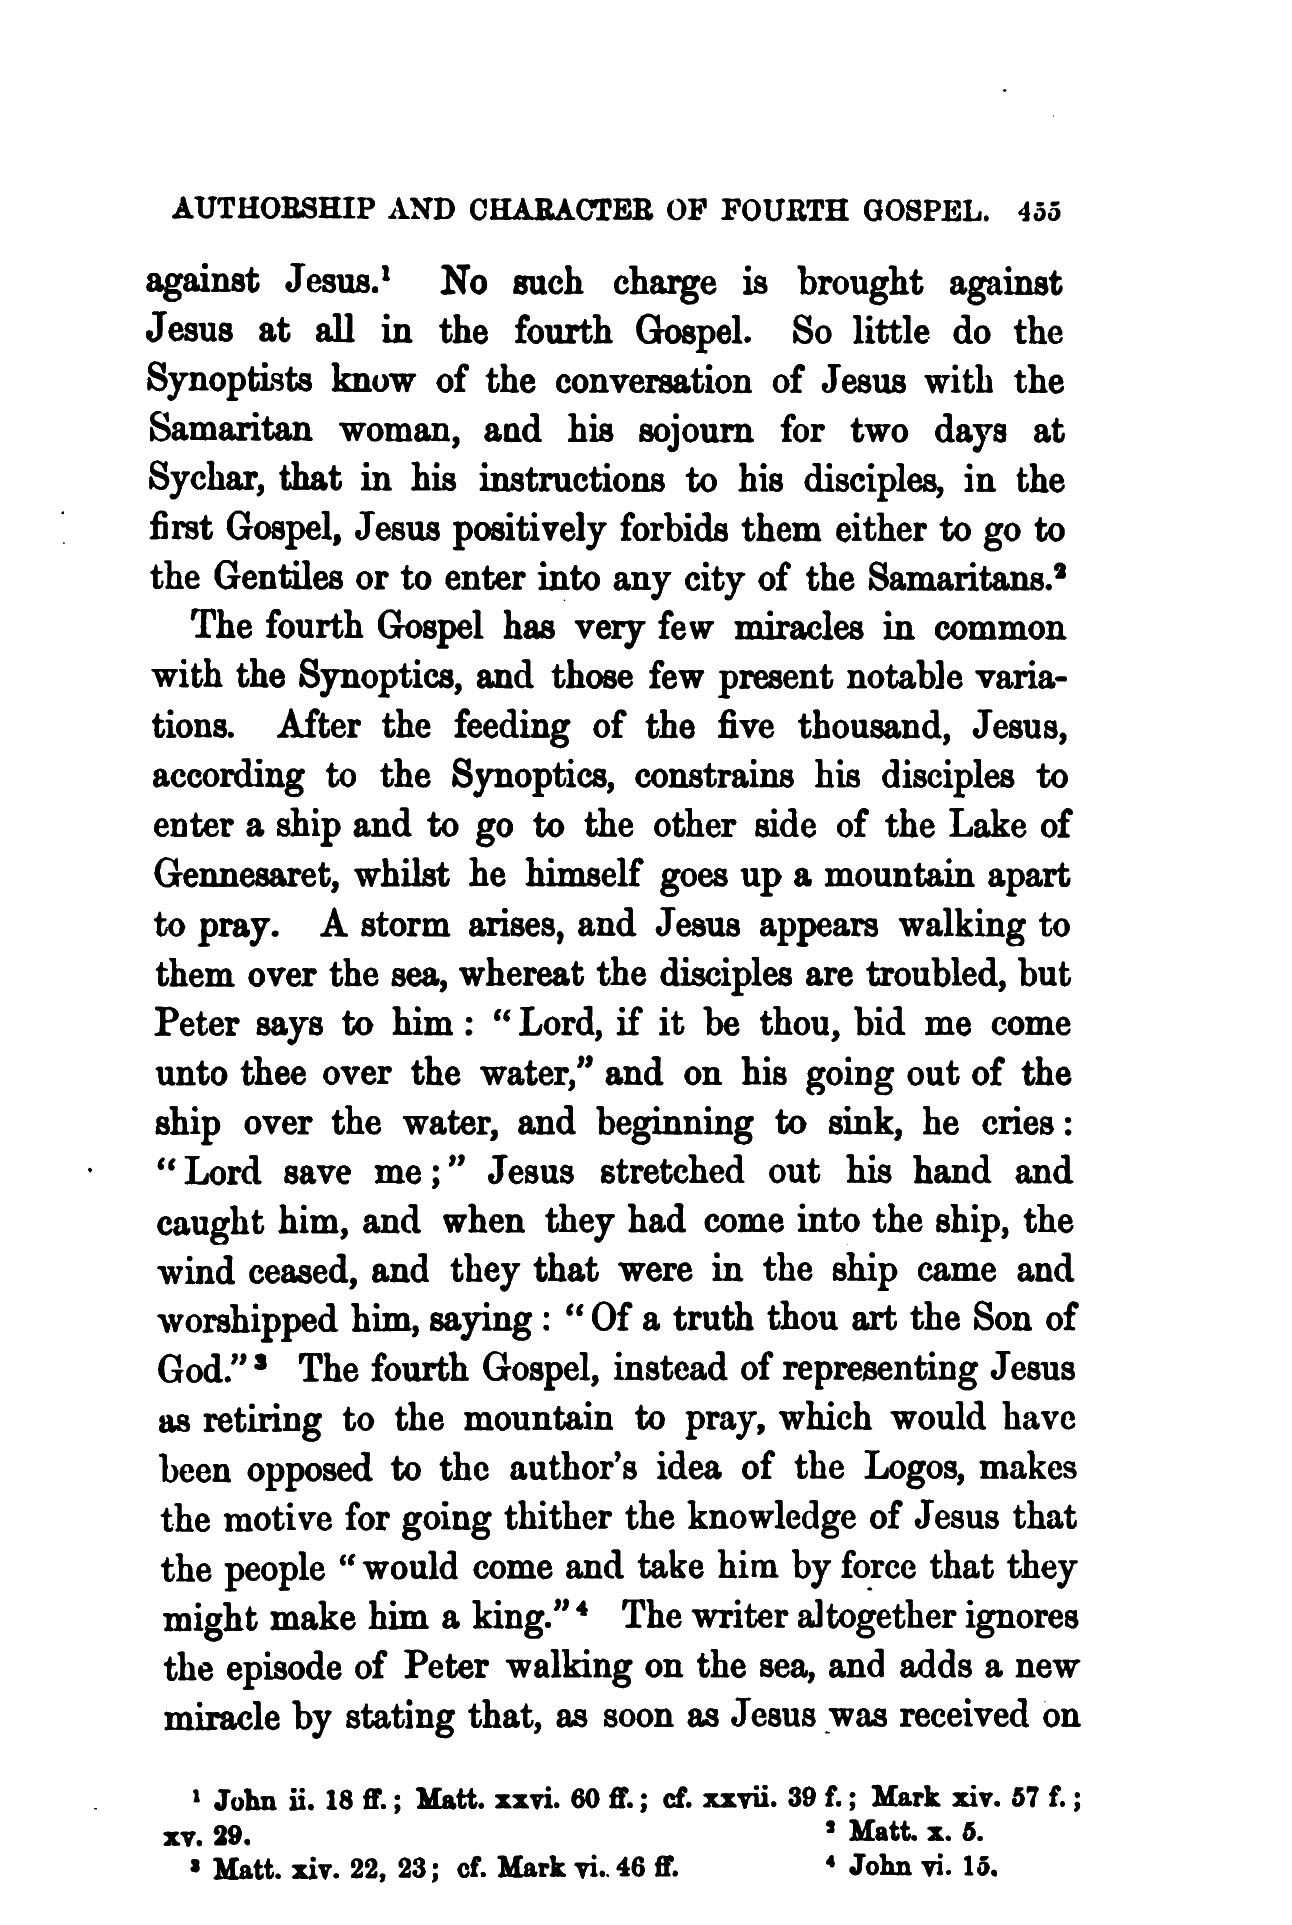 AUTHORSHIP AND CHARACTER OF FOURTH GOSPEL. 455
against Jesus.¹ No such charge is brought against
Jesus at all in the fourth Gospel. So little do the
Synoptists know of the conversation of Jesus with the
Samaritan woman, and his sojourn for two days at
Sychar, that in his instructions to his disciples, in the
first Gospel, Jesus positively forbids them either to go to
the Gentiles or to enter into any city of the Samaritans.²
The fourth Gospel has very few miracles in common
with the Synoptics, and those few present notable varia-
tions. After the feeding of the five thousand, Jesus,
according to the Synoptics, constrains his disciples to
enter a ship and to go to the other side of the Lake of
Gennesaret, whilst he himself goes up a mountain apart
to pray. A storm arises, and Jesus appears walking to
them over the sea, whereat the disciples are troubled, but
Peter says to him : “Lord, if it be thou, bid me come
unto thee over the water,” and on his going out of the
ship over the water, and beginning to sink, he cries :
“Lord save me ;” Jesus stretched out his hand and
caught him, and when they had come into the ship, the
wind ceased, and they that were in the ship came and
worshipped him, saying : “Of a truth thou art the Son of
God.”³ The fourth Gospel, instead of representing Jesus
as retiring to the mountain to pray, which would have
been opposed to the author’s idea of the Logos, makes
the motive for going thither the knowledge of Jesus that
the people “would come and take him by force that they
might make him a king.”⁴ The writer altogether ignores
the episode of Peter walking on the sea, and adds a new
miracle by stating that, as soon as Jesus was received on
¹ John ii. 18 ff. ; Matt. xxvi. 60 ff. ; cf. xxvii. 39 f. ; Mark xiv. 57 f. ;
xv. 29. ² Matt. x. 5.
³ Matt. xiv. 22, 23 ; cf. Mark vi. 46 ff. ⁴ John vi. 15.